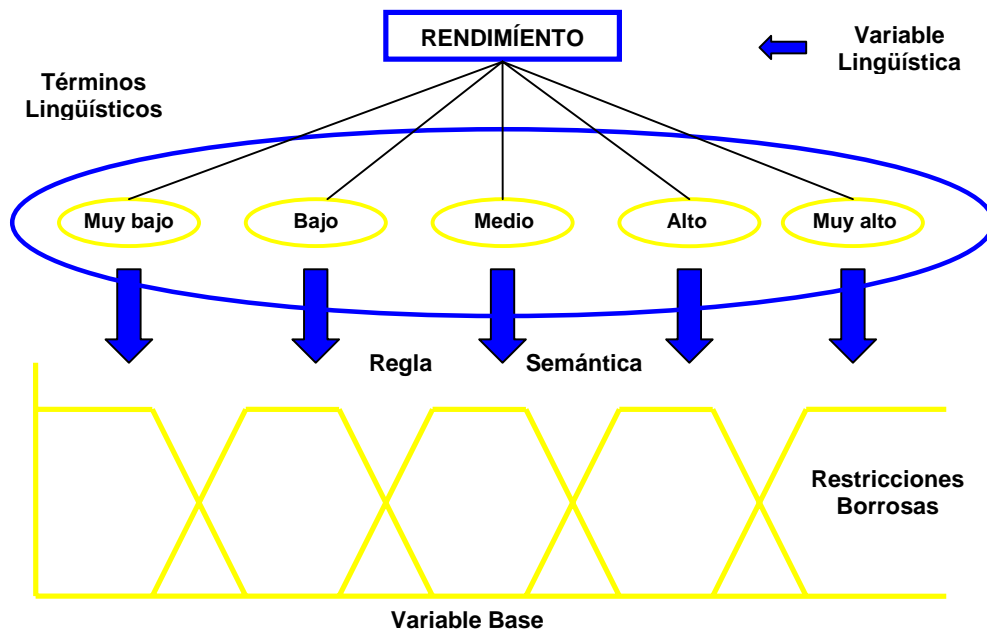 RENDIMÍENTO
Variable
Lingüística
Términos
Lingüísticos
Muy bajo
Bajo
Medio
Alto
Muy alto
Regla
Semántica
Restricciones
Borrosas
Variable Base